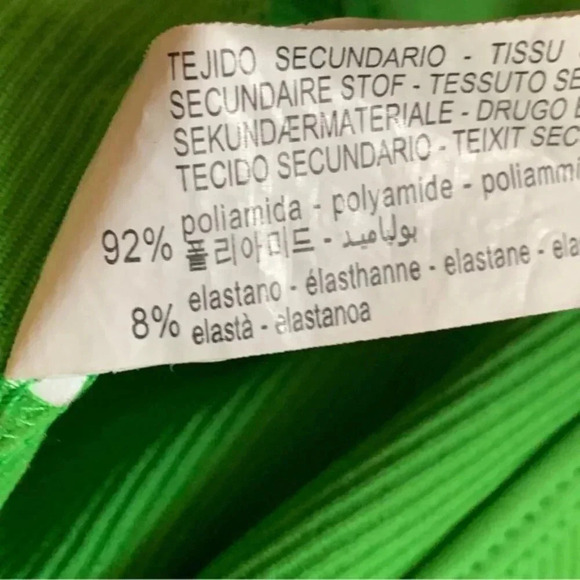 TEJIDO SECUNDARIO - TISSU
SECUNDAIRE STOF - TESSUTO SE
SEKUNDÆRMATERIALE - DRUGO
TECIDO SECUNDARIO - TEIXIT SEC
92% poliamida - polyamide - poliammi
폴리아미드 - بولياميد
8% elastano - élasthanne - elastane - ela
elastà - elastanoa